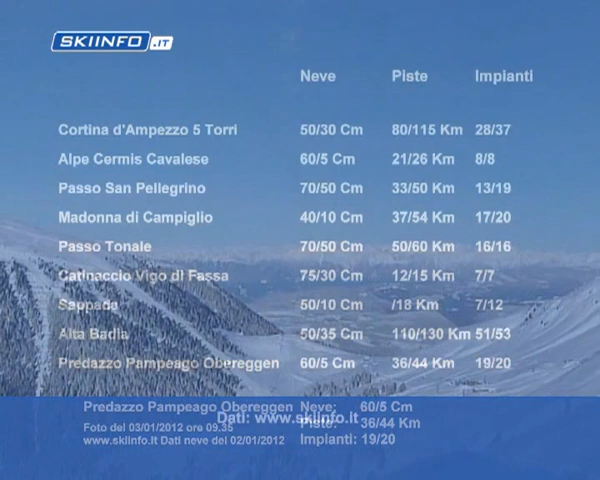 SKIINFO.IT
Neve Piste Impianti
Cortina d'Ampezzo 5 Torri 50/30 Cm 80/115 Km 28/37
Alpe Cermis Cavalese 60/5 Cm 21/26 Km 8/8
Passo San Pellegrino 70/50 Cm 33/50 Km 13/19
Madonna di Campiglio 40/10 Cm 37/54 Km 17/20
Passo Tonale 70/50 Cm 50/60 Km 16/16
Catinaccio Vigo di Fassa 75/30 Cm 12/15 Km 7/7
Sappada 50/10 Cm /18 Km 7/12
Alta Badia 50/35 Cm 110/130 Km 51/53
Predazzo Pampeago Obereggen 60/5 Cm 36/44 Km 19/20
Predazzo Pampeago Obereggen Neve: 60/5 Cm
Dati: www.skiinfo.it
Piste: 36/44 Km
Foto del 03/01/2012 ore 09.35
www.skiinfo.it Dati neve del 02/01/2012
Impianti: 19/20